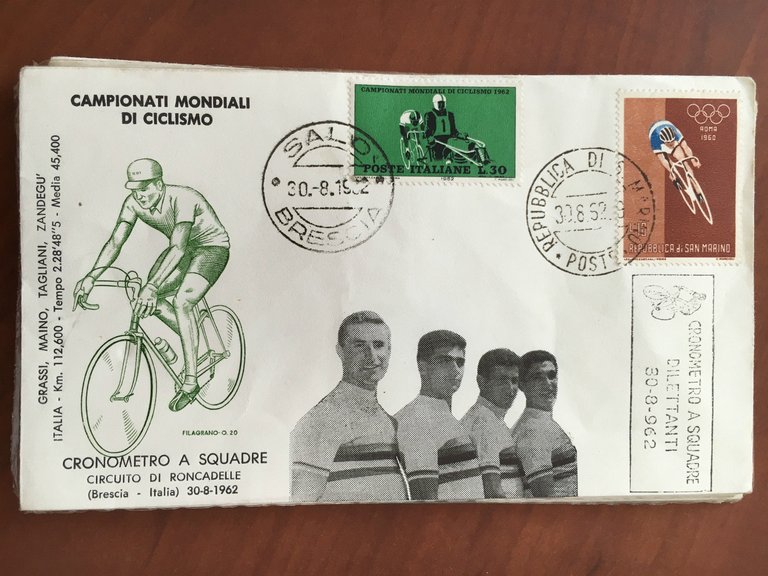 CAMPIONATI MONDIALI
DI CICLISMO
GRASSI, MAINO, TAGLIANI, ZANDEGU'
ITALIA - Km. 112,600 - Tempo 2.28'48''5 - Media 45,400
FILAGRANO - O. 20
CRONOMETRO A SQUADRE
CIRCUITO DI RONCADELLE
(Brescia - Italia) 30-8-1962
SALO'
30.-8.1962
BRESCIA
CAMPIONATI MONDIALI DI CICLISMO 1962
1
POSTE ITALIANE L.30
1962
REPUBBLICA DI S. MARINO
30.8.62
POSTE
ROMA
1960
REPUBBLICA di SAN MARINO
CRONOMETRO A SQUADRE
DILETTANTI
30-8-962